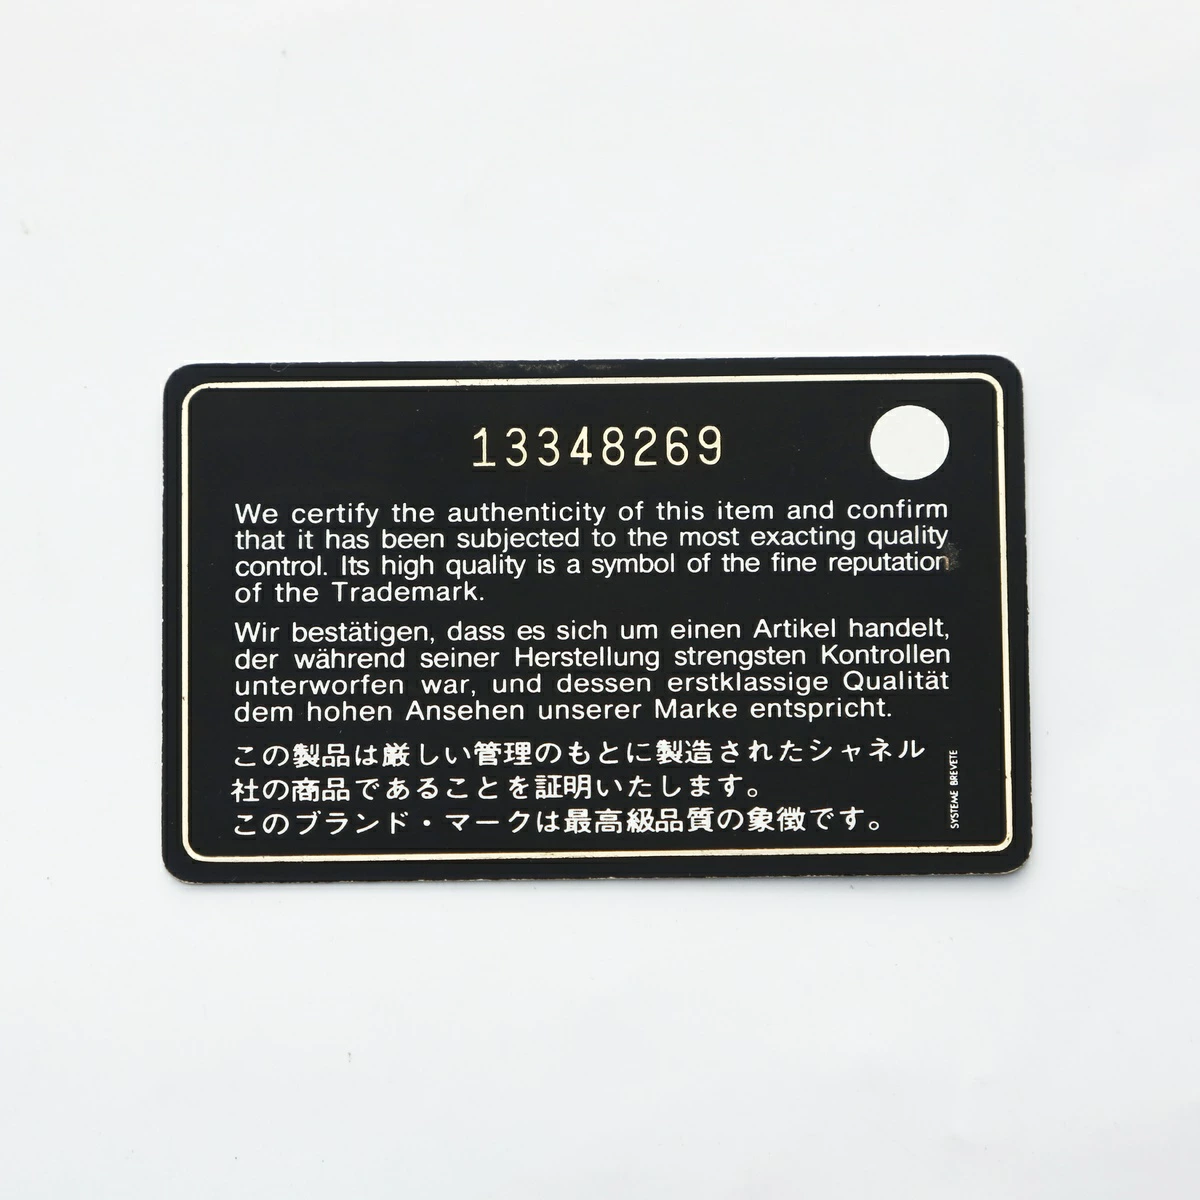 13348269
We certify the authenticity of this item and confirm
that it has been subjected to the most exacting quality
control. Its high quality is a symbol of the fine reputation
of the Trademark.
Wir bestätigen, dass es sich um einen Artikel handelt,
der während seiner Herstellung strengsten Kontrollen
unterworfen war, und dessen erstklassige Qualität
dem hohen Ansehen unserer Marke entspricht.
この製品は厳しい管理のもとに製造されたシャネル
社の商品であることを証明いたします。
このブランド・マークは最高級品質の象徴です。
SYSTEME BREVETE